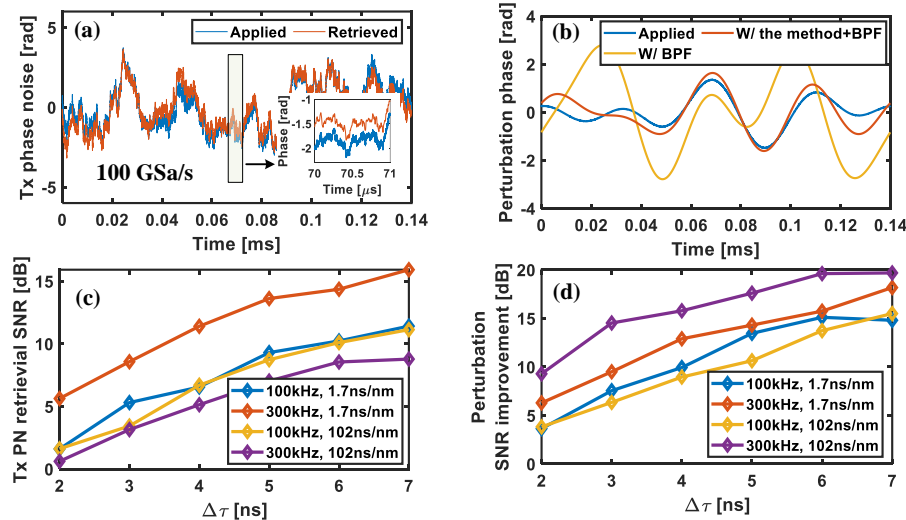 (a)
Applied
Retrieved
Tx phase noise [rad]
5
0
-5
100 GSa/s
Phase [rad]
-1
-1.5
-2
70
70.5
71
Time [μs]
0
0.02
0.04
0.06
0.08
0.1
0.12
0.14
Time [ms]
(b)
Applied
W/ the method+BPF
W/ BPF
Perturbation phase
4
2
0
-2
-4
0
0.02
0.04
0.06
0.08
0.1
0.12
0.14
Time [ms]
(c)
Tx PN retrievial SNR [dB]
15
10
5
0
100kHz, 1.7ns/nm
300kHz, 1.7ns/nm
100kHz, 102ns/nm
300kHz, 102ns/nm
2
3
4
5
6
7
Δτ [ns]
(d)
Perturbation
SNR improvement [dB]
20
15
10
5
0
100kHz, 1.7ns/nm
300kHz, 1.7ns/nm
100kHz, 102ns/nm
300kHz, 102ns/nm
2
3
4
5
6
7
Δτ [ns]